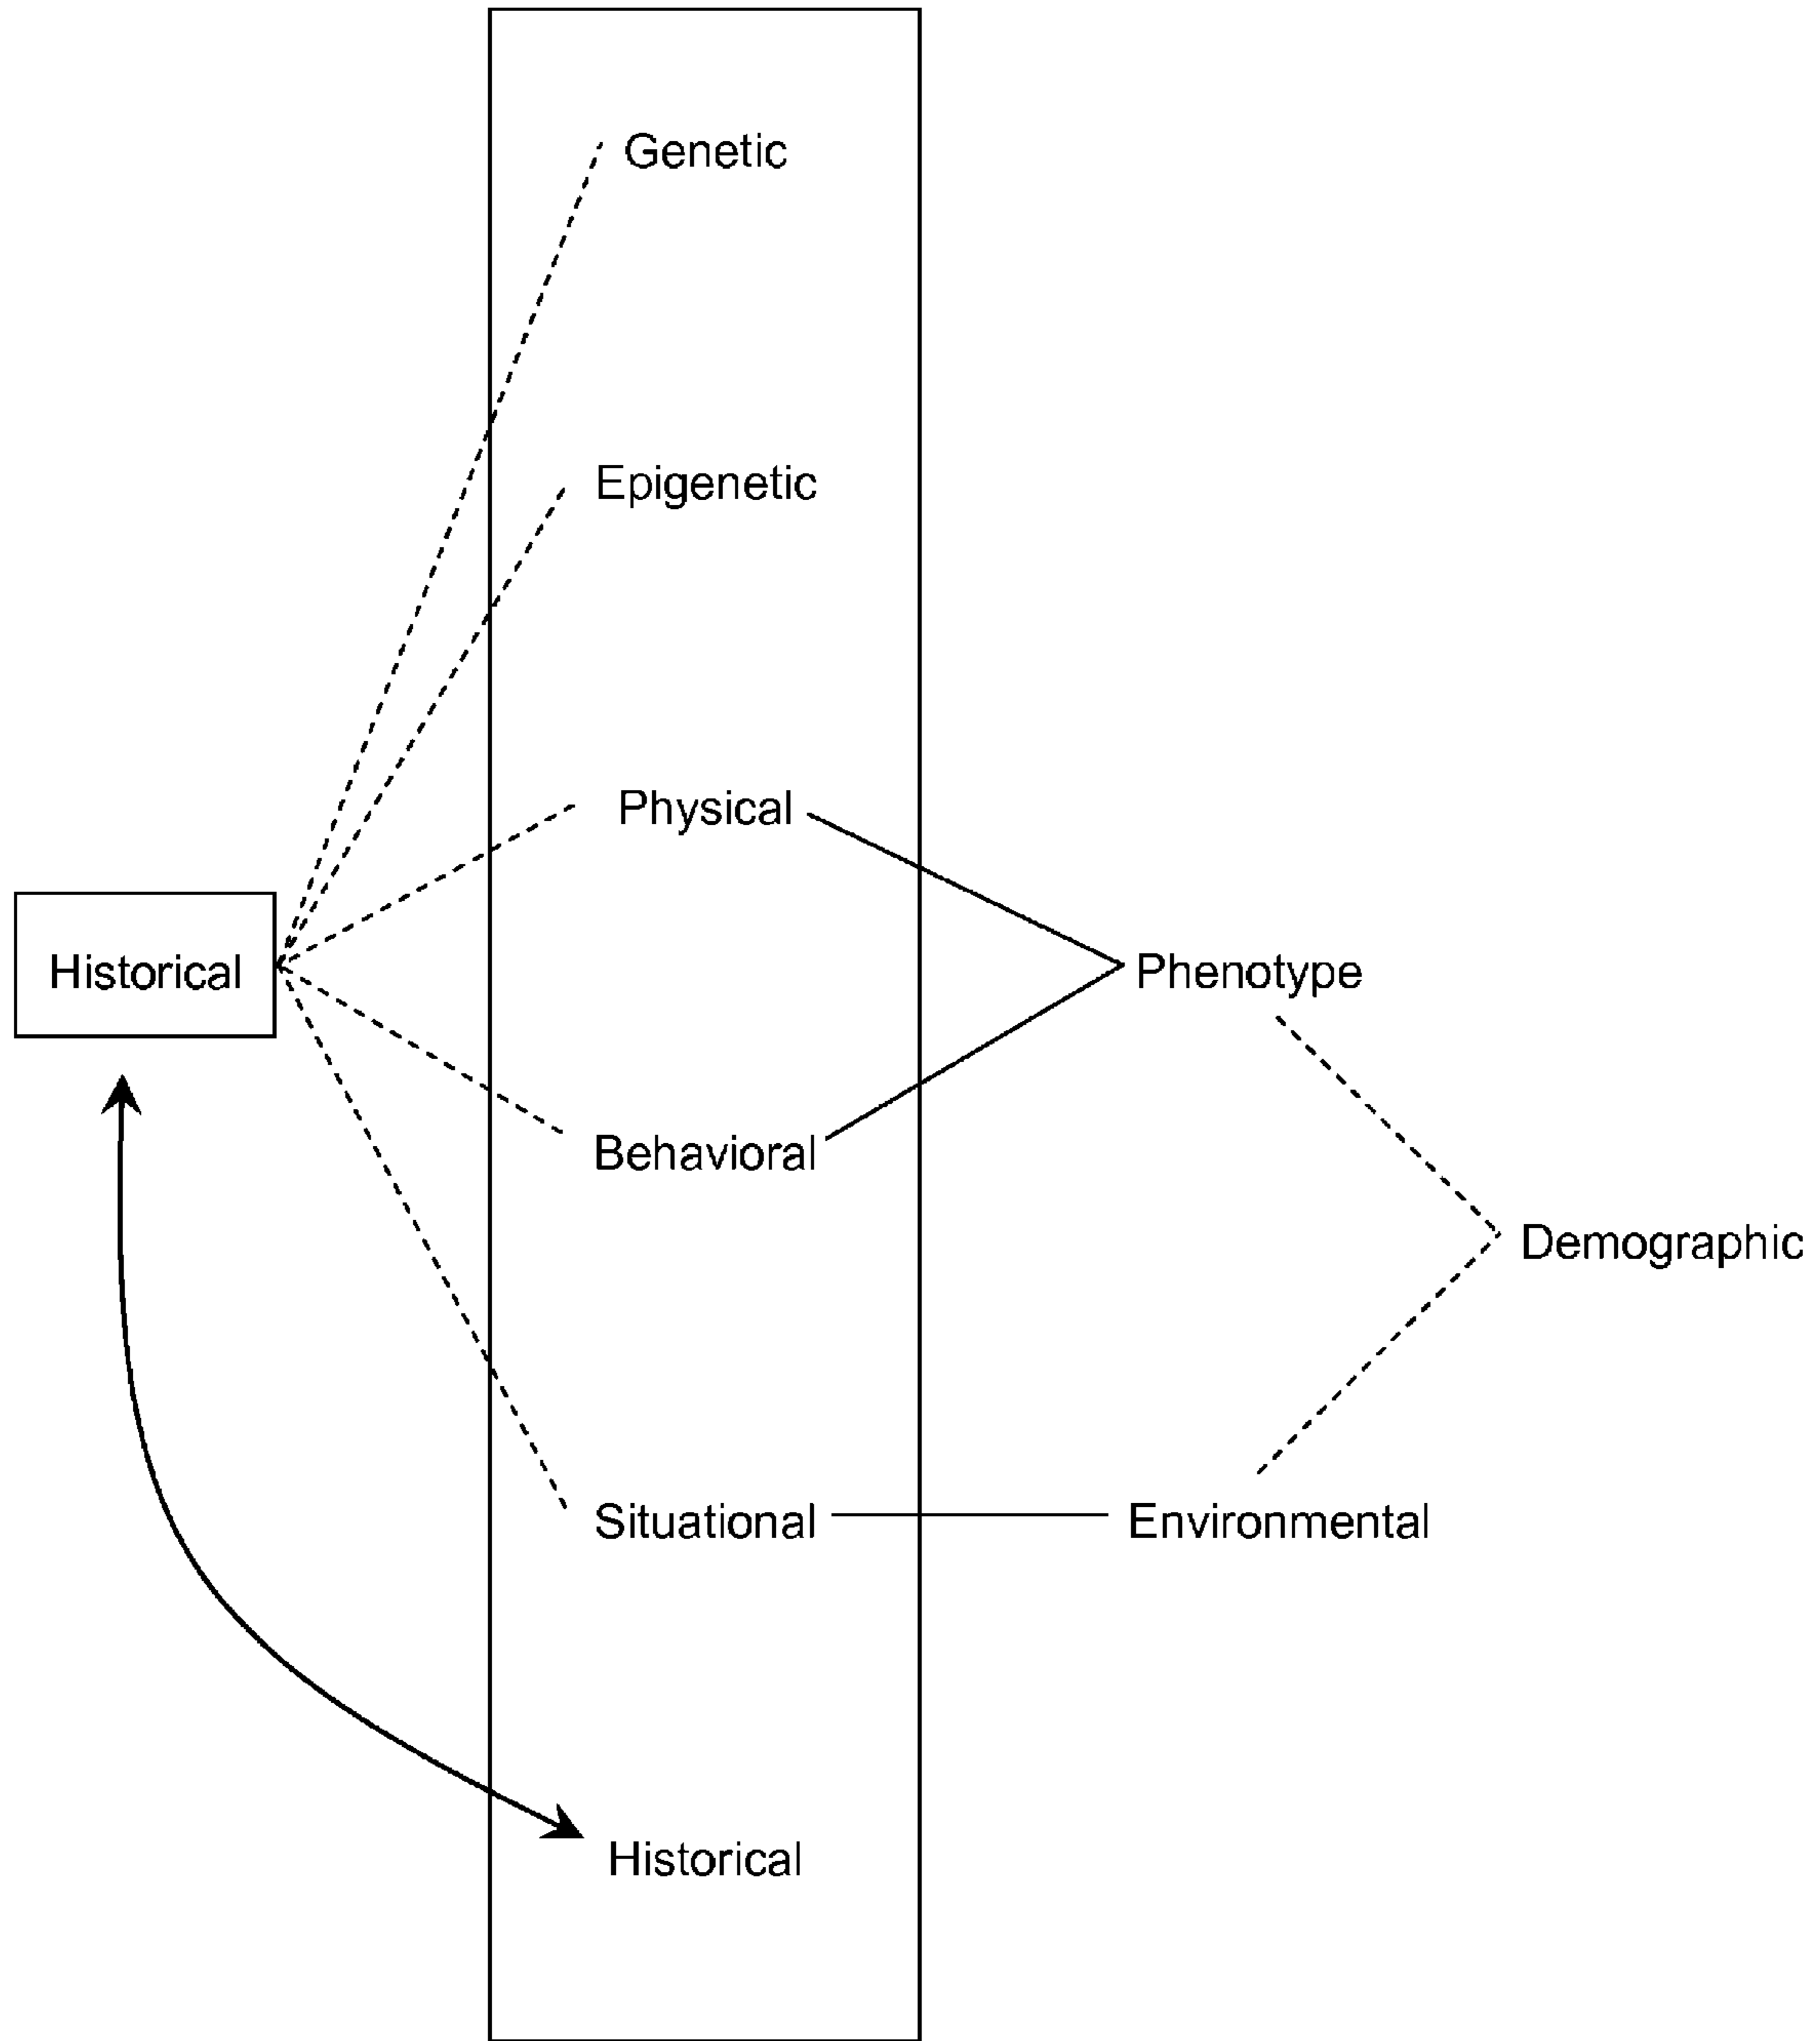 Genetic
Epigenetic
Physical
Historical
Phenotype
Behavioral
Demographic
Situational
Environmental
Historical